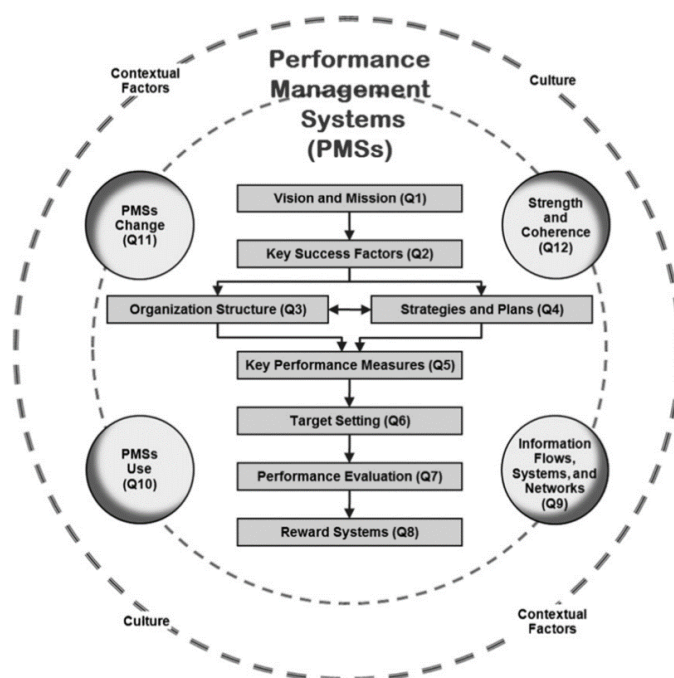 Performance
Management
Systems
(PMSs)
Contextual
Factors
Culture
PMSs
Change
(Q11)
Vision and Mission (Q1)
Strength and
Coherence
(Q12)
Key Success Factors (Q2)
Organization Structure (Q3)
Strategies and Plans (Q4)
Key Performance Measures (Q5)
Target Setting (Q6)
PMSs
Use
(Q10)
Performance Evaluation (Q7)
Information
Flows,
Systems, and
Networks
(Q9)
Reward Systems (Q8)
Culture
Contextual
Factors